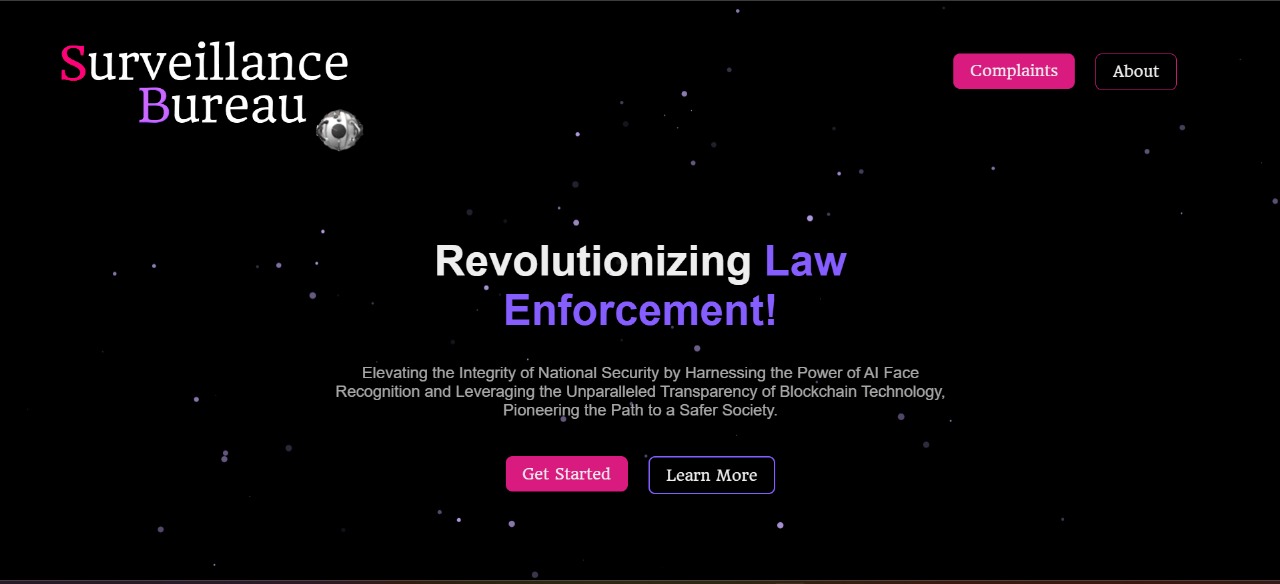 Surveillance
Bureau
Complaints
About
Revolutionizing Law
Enforcement!
Elevating the Integrity of National Security by Harnessing the Power of AI Face
Recognition and Leveraging the Unparalleled Transparency of Blockchain Technology,
Pioneering the Path to a Safer Society.
Get Started
Learn More